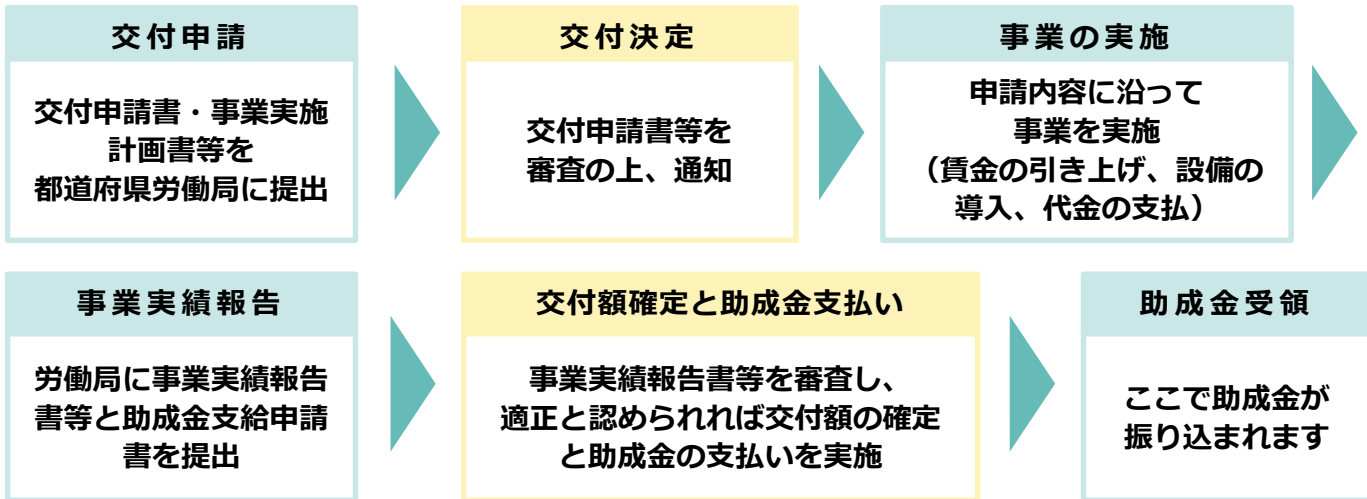 交付申請
交付申請書・事業実施
計画書等を
都道府県労働局に提出
交付決定
交付申請書等を
審査の上、通知
事業の実施
申請内容に沿って
事業を実施
（賃金の引き上げ、設備の
導入、代金の支払）
事業実績報告
労働局に事業実績報告
書等と助成金支給申請
書を提出
交付額確定と助成金支払い
事業実績報告書等を審査し、
適正と認められれば交付額の確定
と助成金の支払いを実施
助成金受領
ここで助成金が
振り込まれます